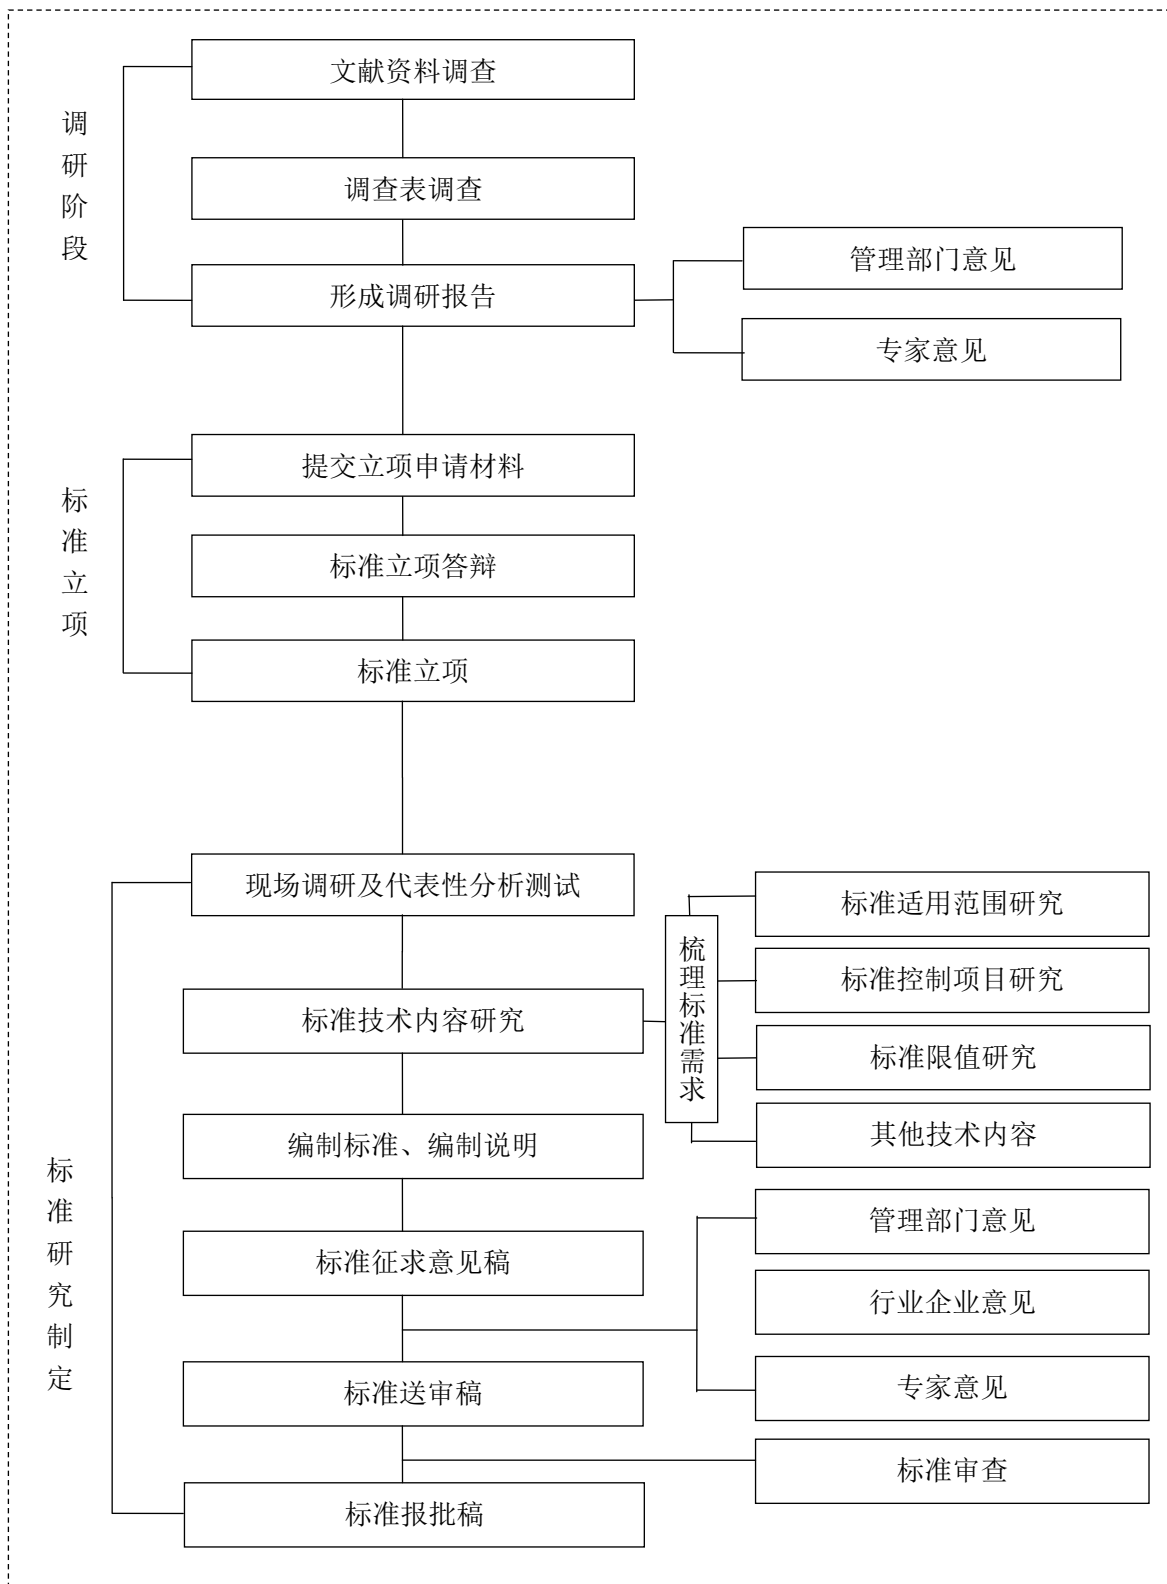 调研阶段
文献资料调查
调查表调查
形成调研报告
管理部门意见
专家意见
标准立项
提交立项申请材料
标准立项答辩
标准立项
标准研究制定
现场调研及代表性分析测试
标准技术内容研究
梳理标准需求
标准适用范围研究
标准控制项目研究
标准限值研究
其他技术内容
编制标准、编制说明
标准征求意见稿
管理部门意见
行业企业意见
专家意见
标准送审稿
标准审查
标准报批稿